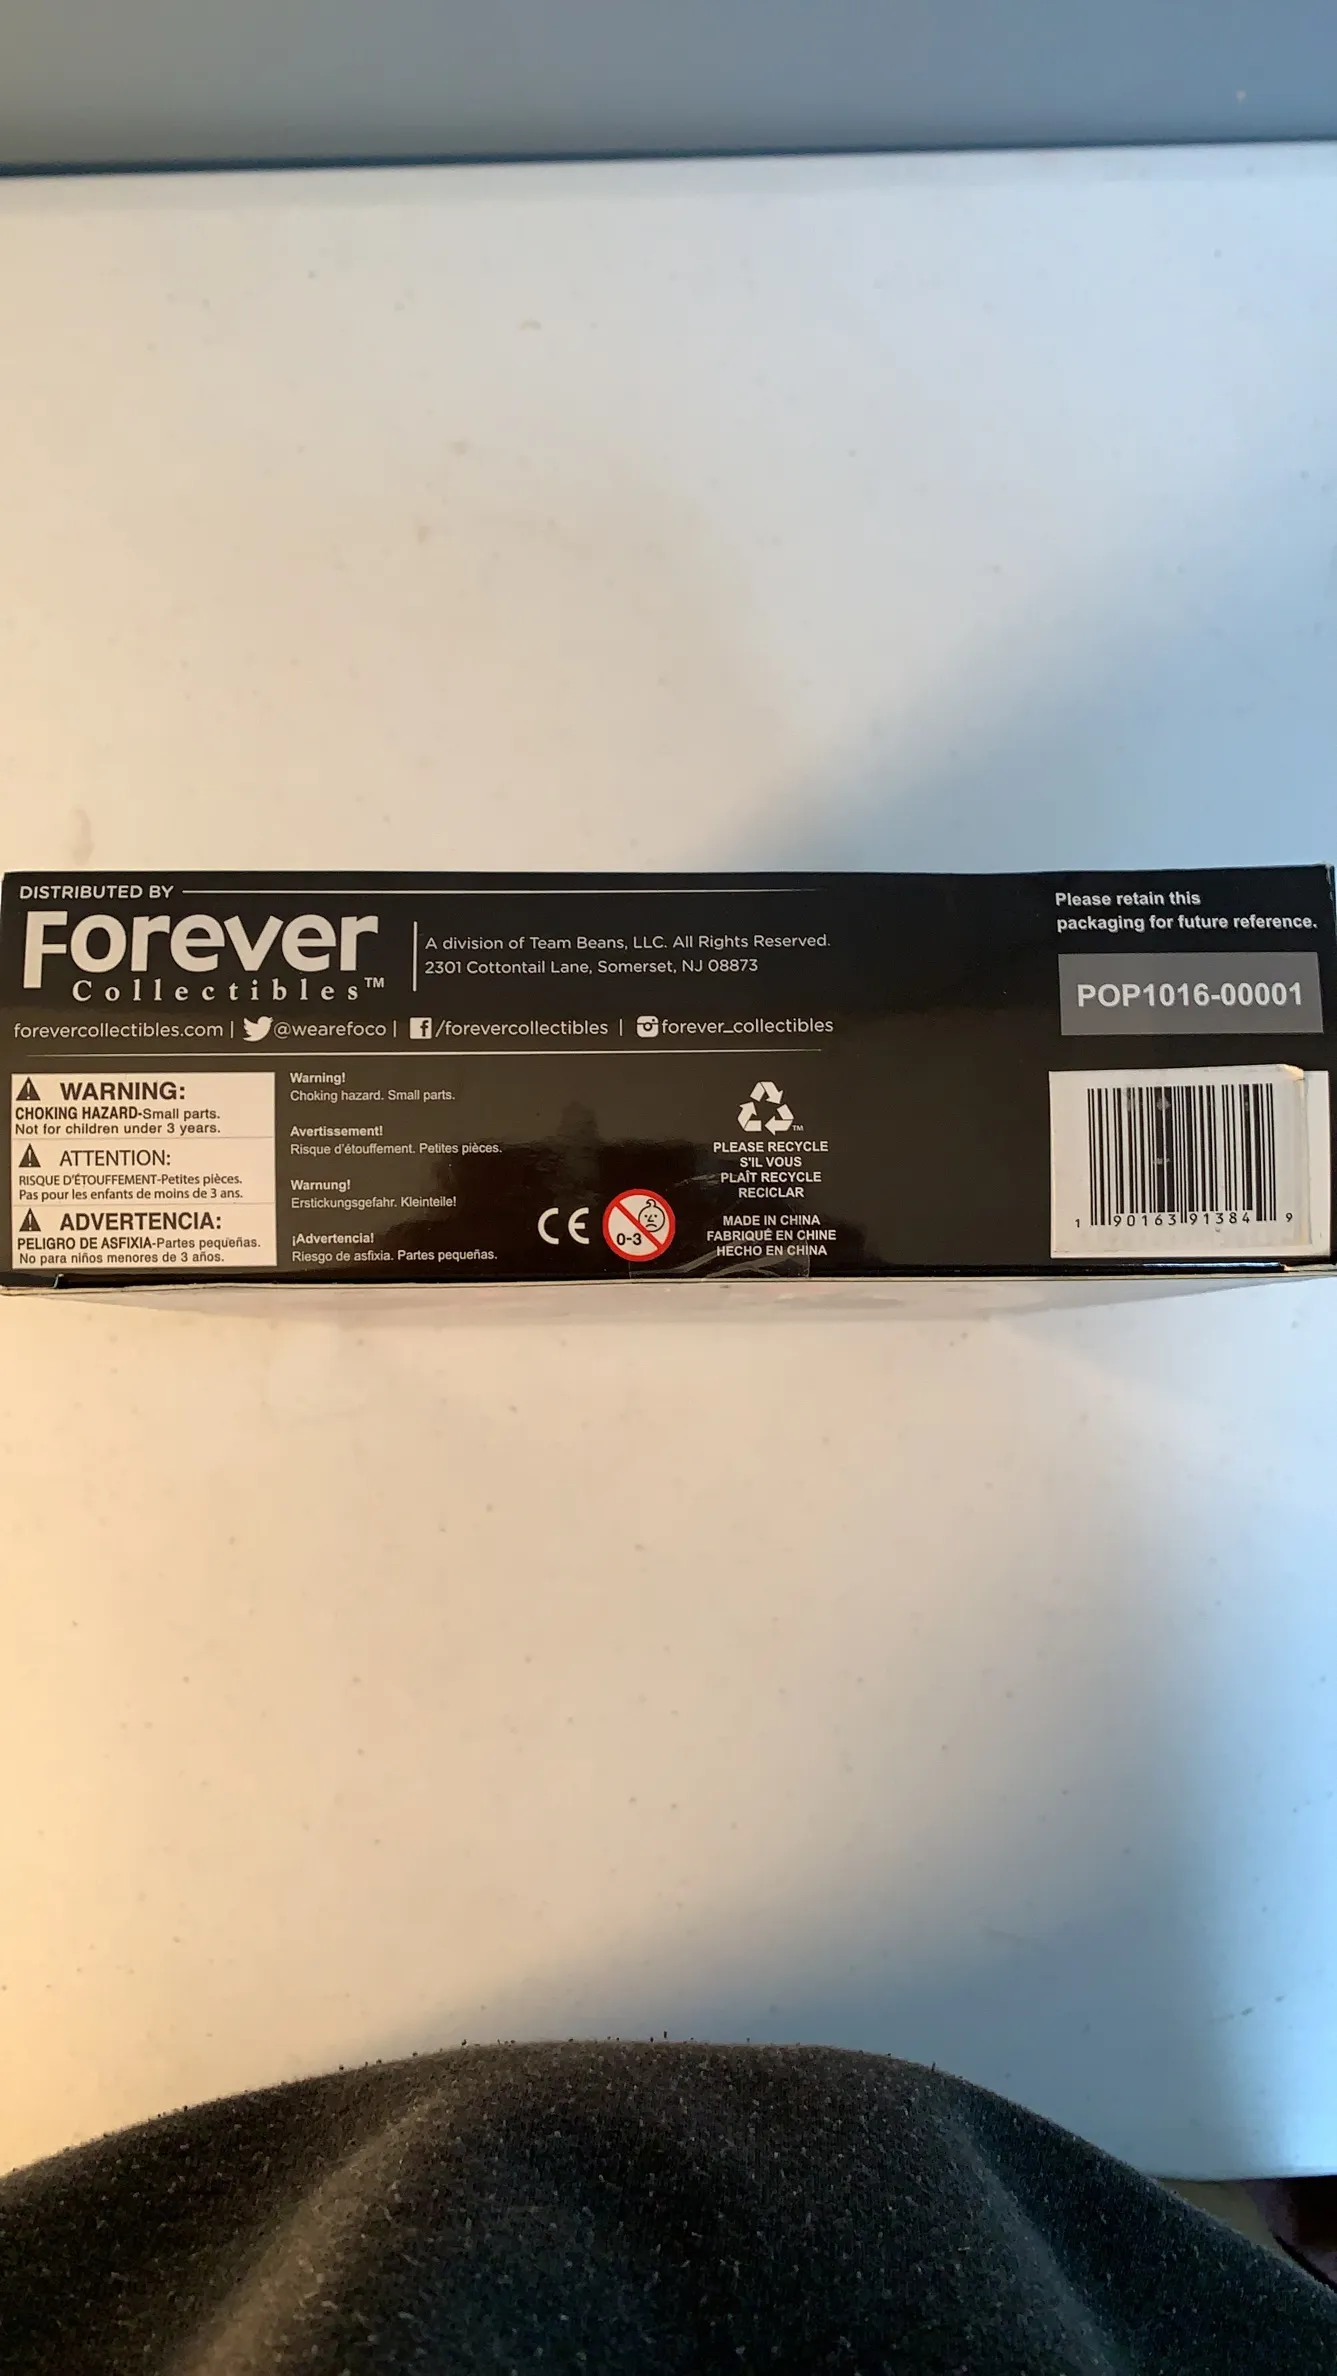 DISTRIBUTED BY
Forever
Collectibles™
A division of Team Beans, LLC. All Rights Reserved.
2301 Cottontail Lane, Somerset, NJ 08873
forevercollectibles.com | @wearefoco | f/forevercollectibles | forever_collectibles
Please retain this
packaging for future reference.
POP1016-00001
WARNING:
CHOKING HAZARD-Small parts.
Not for children under 3 years.
ATTENTION:
RISQUE D'ÉTOUFFEMENT-Petites pièces.
Pas pour les enfants de moins de 3 ans.
ADVERTENCIA:
PELIGRO DE ASFIXIA-Partes pequeñas.
No para niños menores de 3 años.
Warning!
Choking hazard. Small parts.
Avertissement!
Risque d'étouffement. Petites pièces.
Warnung!
Erstickungsgefahr. Kleinteile!
¡Advertencia!
Riesgo de asfixia. Partes pequeñas.
CE
0-3
TM
PLEASE RECYCLE
S'IL VOUS
PLAÎT RECYCLE
RECICLAR
MADE IN CHINA
FABRIQUÉ EN CHINE
HECHO EN CHINA
1 90163 91384 9